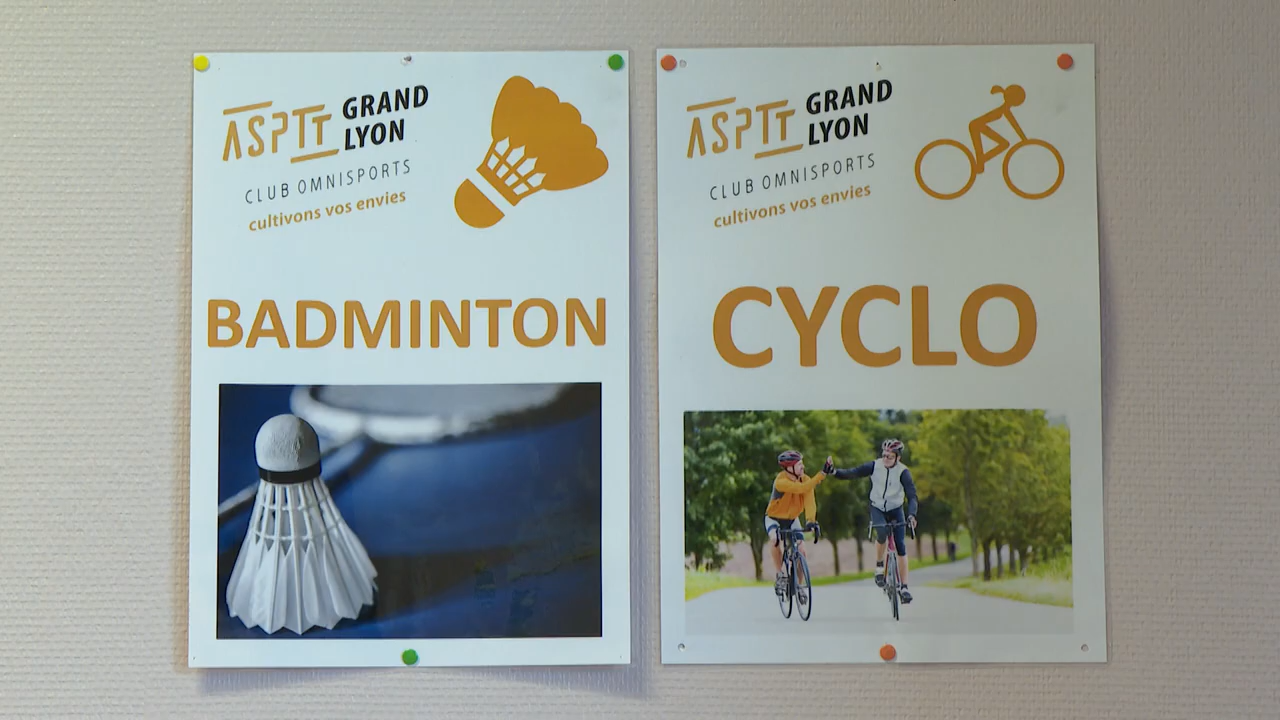 ASPTT GRAND
LYON
CLUB OMNISPORTS
cultivons vos envies
BADMINTON
ASPTT GRAND
LYON
CLUB OMNISPORTS
cultivons vos envies
CYCLO